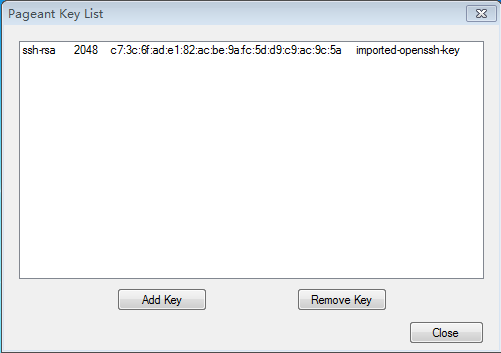 Pageant Key List
ssh-rsa 2048 c7:3c:6f:ad:e1:82:ac:be:9a:fc:5d:d9:c9:ac:9c:5a imported-openssh-key
Add Key Remove Key
Close